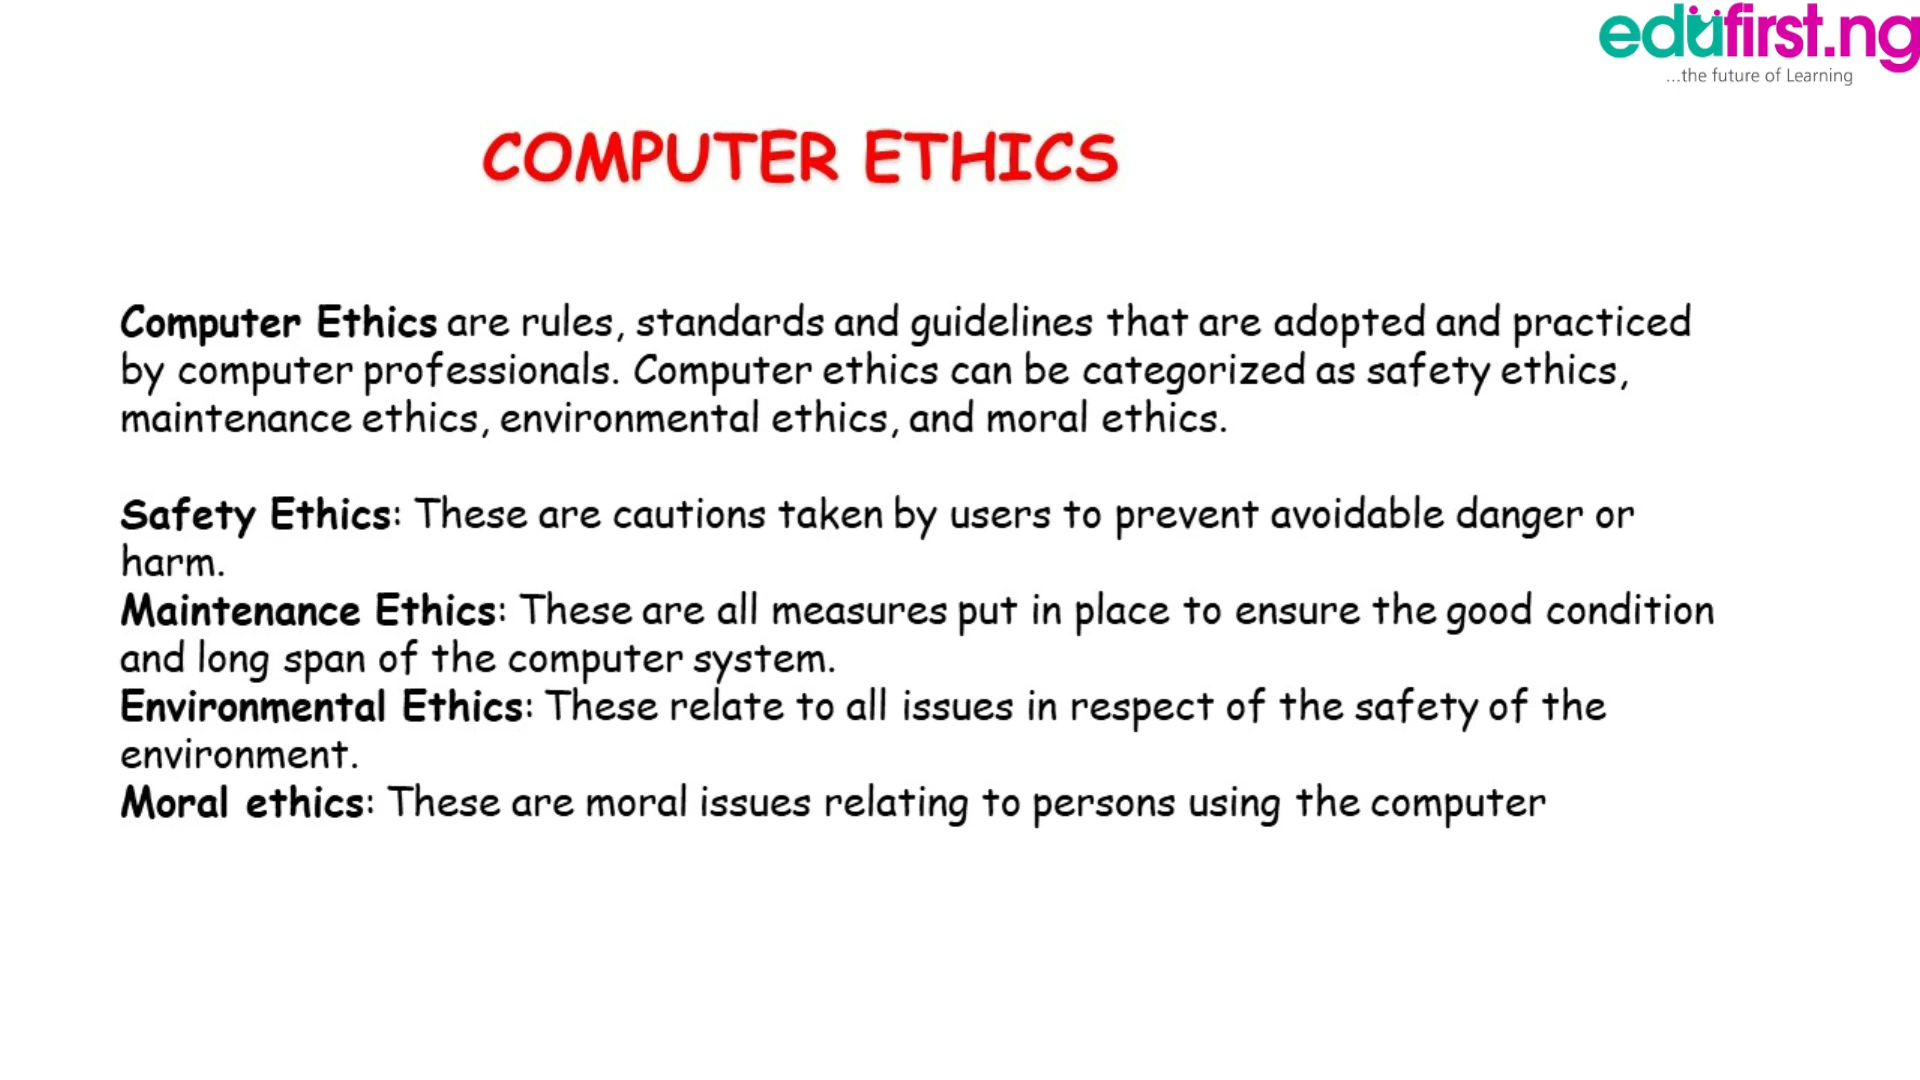 edufirst.ng
...the future of Learning
COMPUTER ETHICS
Computer Ethics are rules, standards and guidelines that are adopted and practiced
by computer professionals. Computer ethics can be categorized as safety ethics,
maintenance ethics, environmental ethics, and moral ethics.
Safety Ethics: These are cautions taken by users to prevent avoidable danger or
harm.
Maintenance Ethics: These are all measures put in place to ensure the good condition
and long span of the computer system.
Environmental Ethics: These relate to all issues in respect of the safety of the
environment.
Moral ethics: These are moral issues relating to persons using the computer